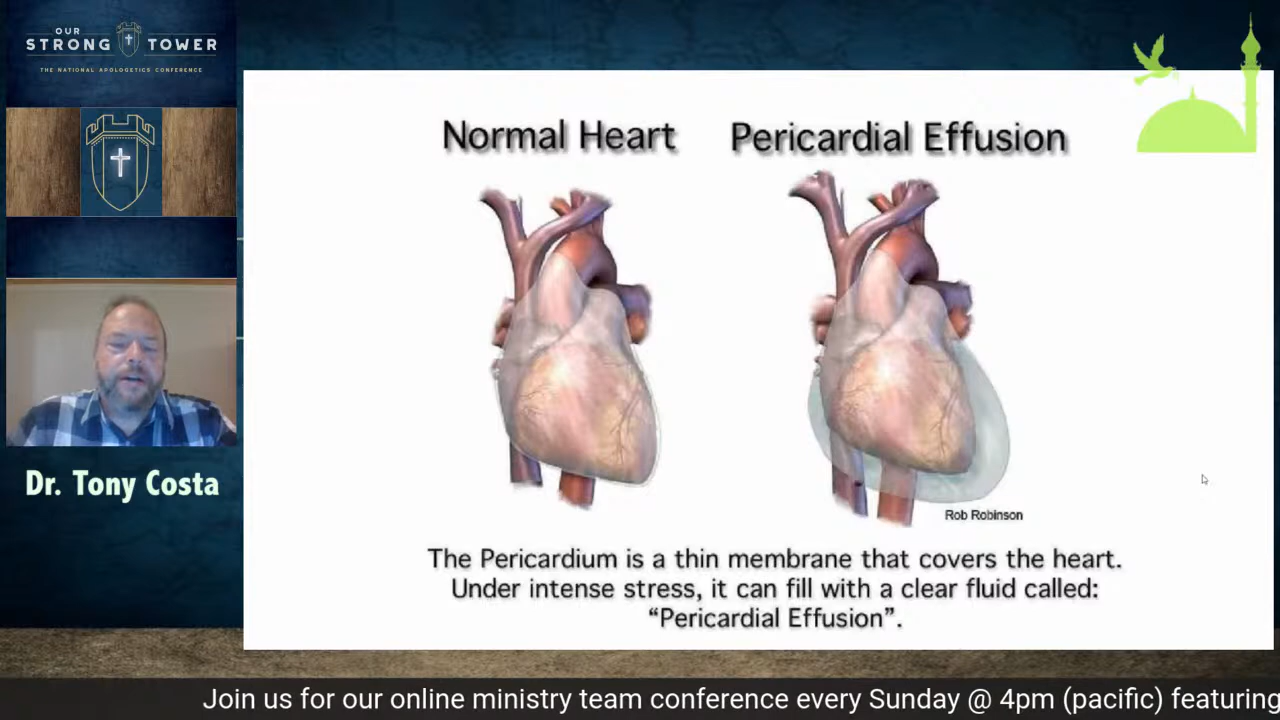 OUR
STRONG TOWER
THE NATIONAL APOLOGETICS CONFERENCE
Normal Heart
Pericardial Effusion
Dr. Tony Costa
Rob Robinson
The Pericardium is a thin membrane that covers the heart.
Under intense stress, it can fill with a clear fluid called:
“Pericardial Effusion”.
Join us for our online ministry team conference every Sunday @ 4pm (pacific) featuring